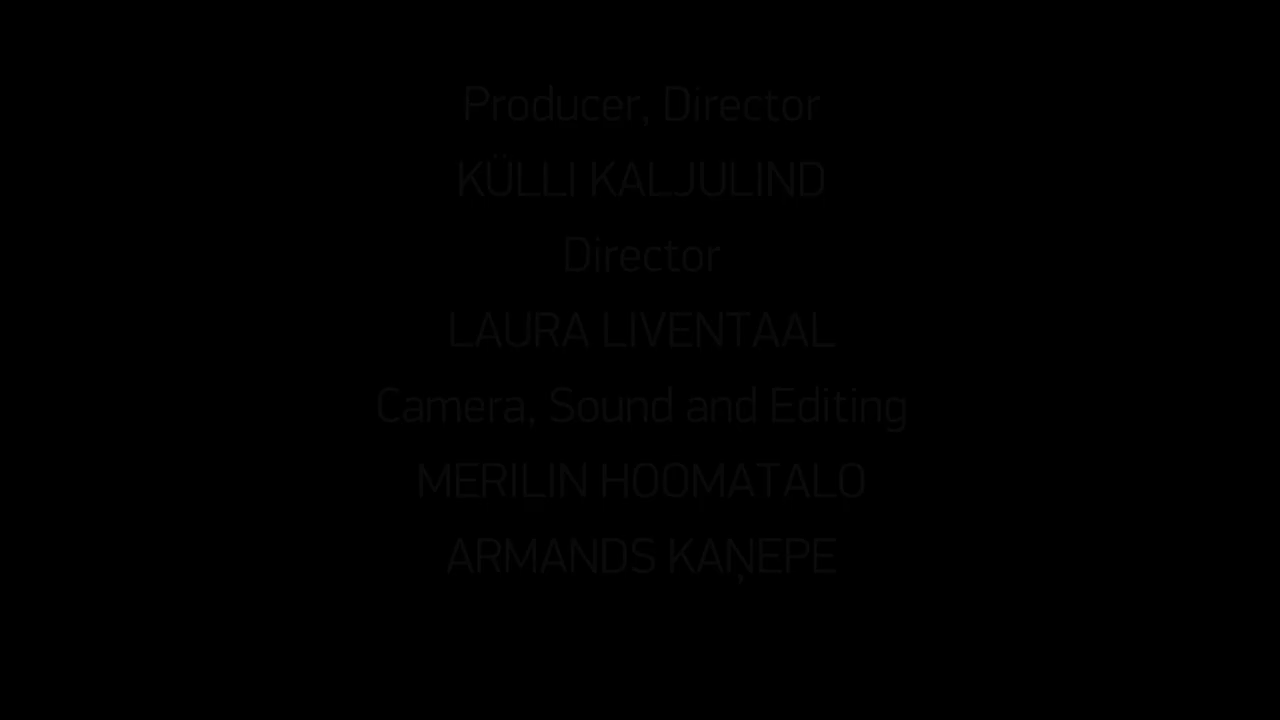 Producer, Director
KÜLLI KALJULIND
Director
LAURA LIVENTAAL
Camera, Sound and Editing
MERILIN HOOMATALO
ARMANDS KAŅEPE